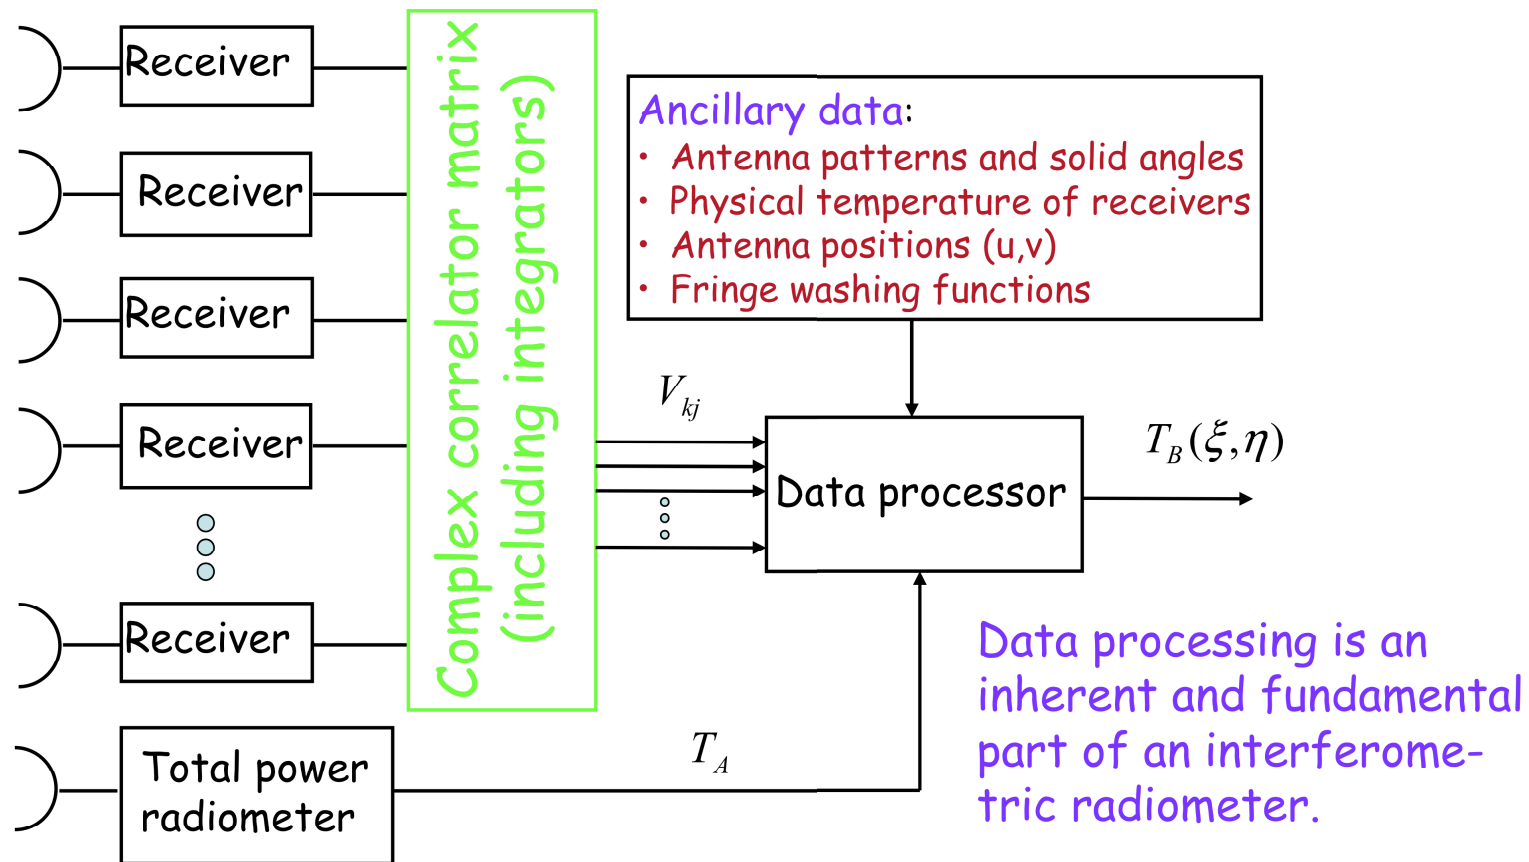 Receiver
Receiver
Receiver
Receiver
Receiver
Total power
radiometer
Complex correlator matrix
(including integrators)
Ancillary data:
• Antenna patterns and solid angles
• Physical temperature of receivers
• Antenna positions (u,v)
• Fringe washing functions
V_{kj}
Data processor
T_B(ξ,η)
T_A
Data processing is an
inherent and fundamental
part of an interferome-
tric radiometer.